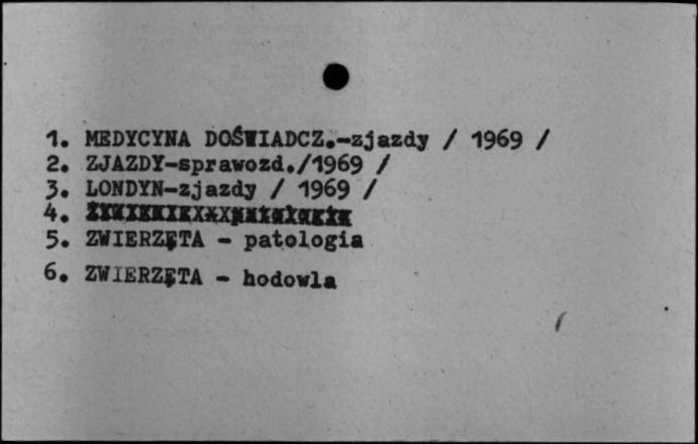 1. MEDYCYNA DOŚWIADCZ.-zjazdy / 1969 /
2. ZJAZDY-sprawozd./1969 /
3. LONDYN-zjazdy / 1969 /
4.
5. ZWIERZĘTA - patologia
6. ZWIERZĘTA - hodowla